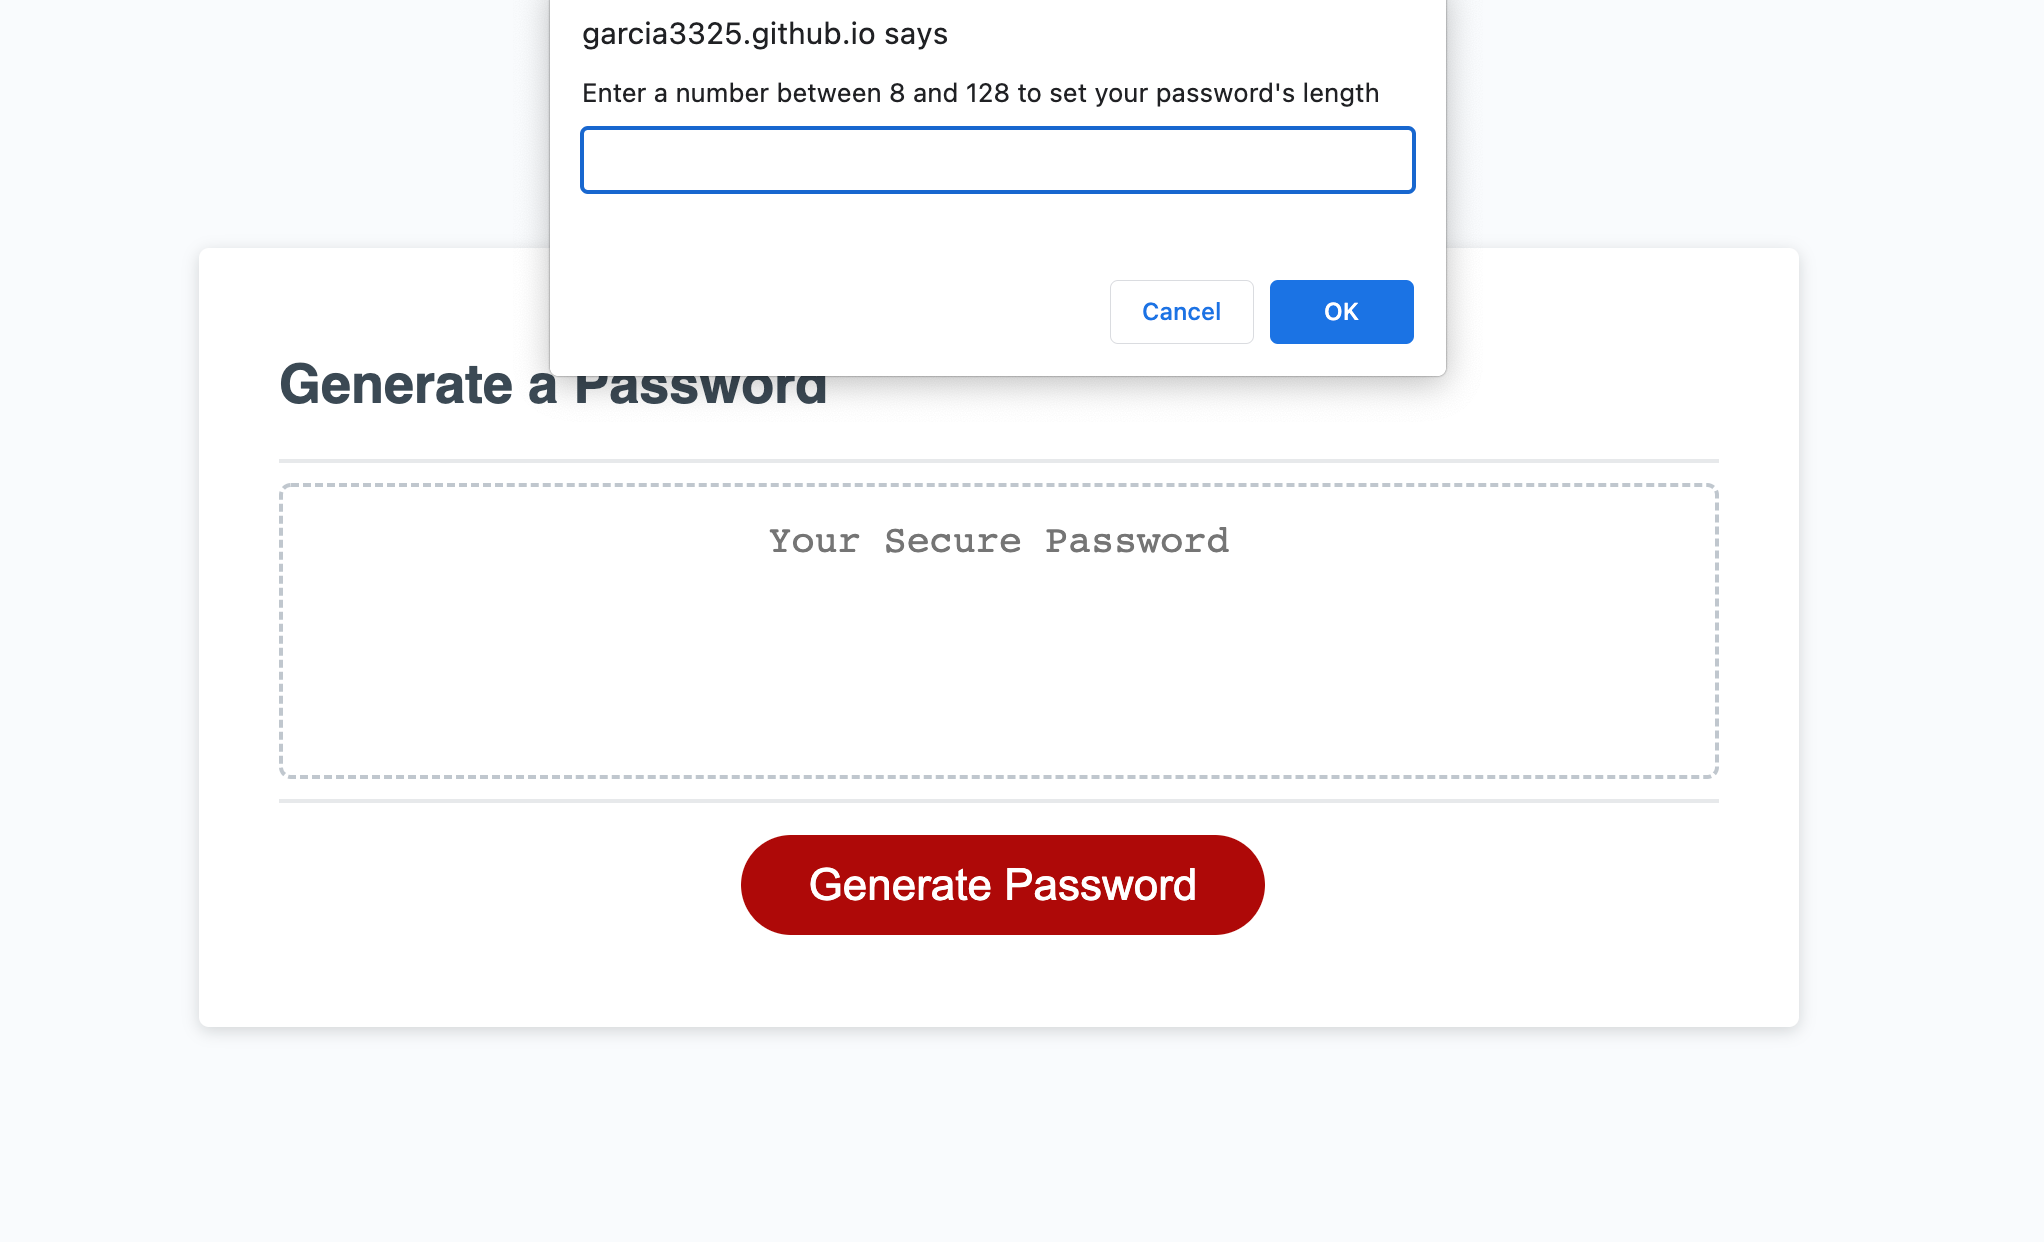 garcia3325.github.io says
Enter a number between 8 and 128 to set your password's length
Cancel
OK
Generate a Password
Your Secure Password
Generate Password